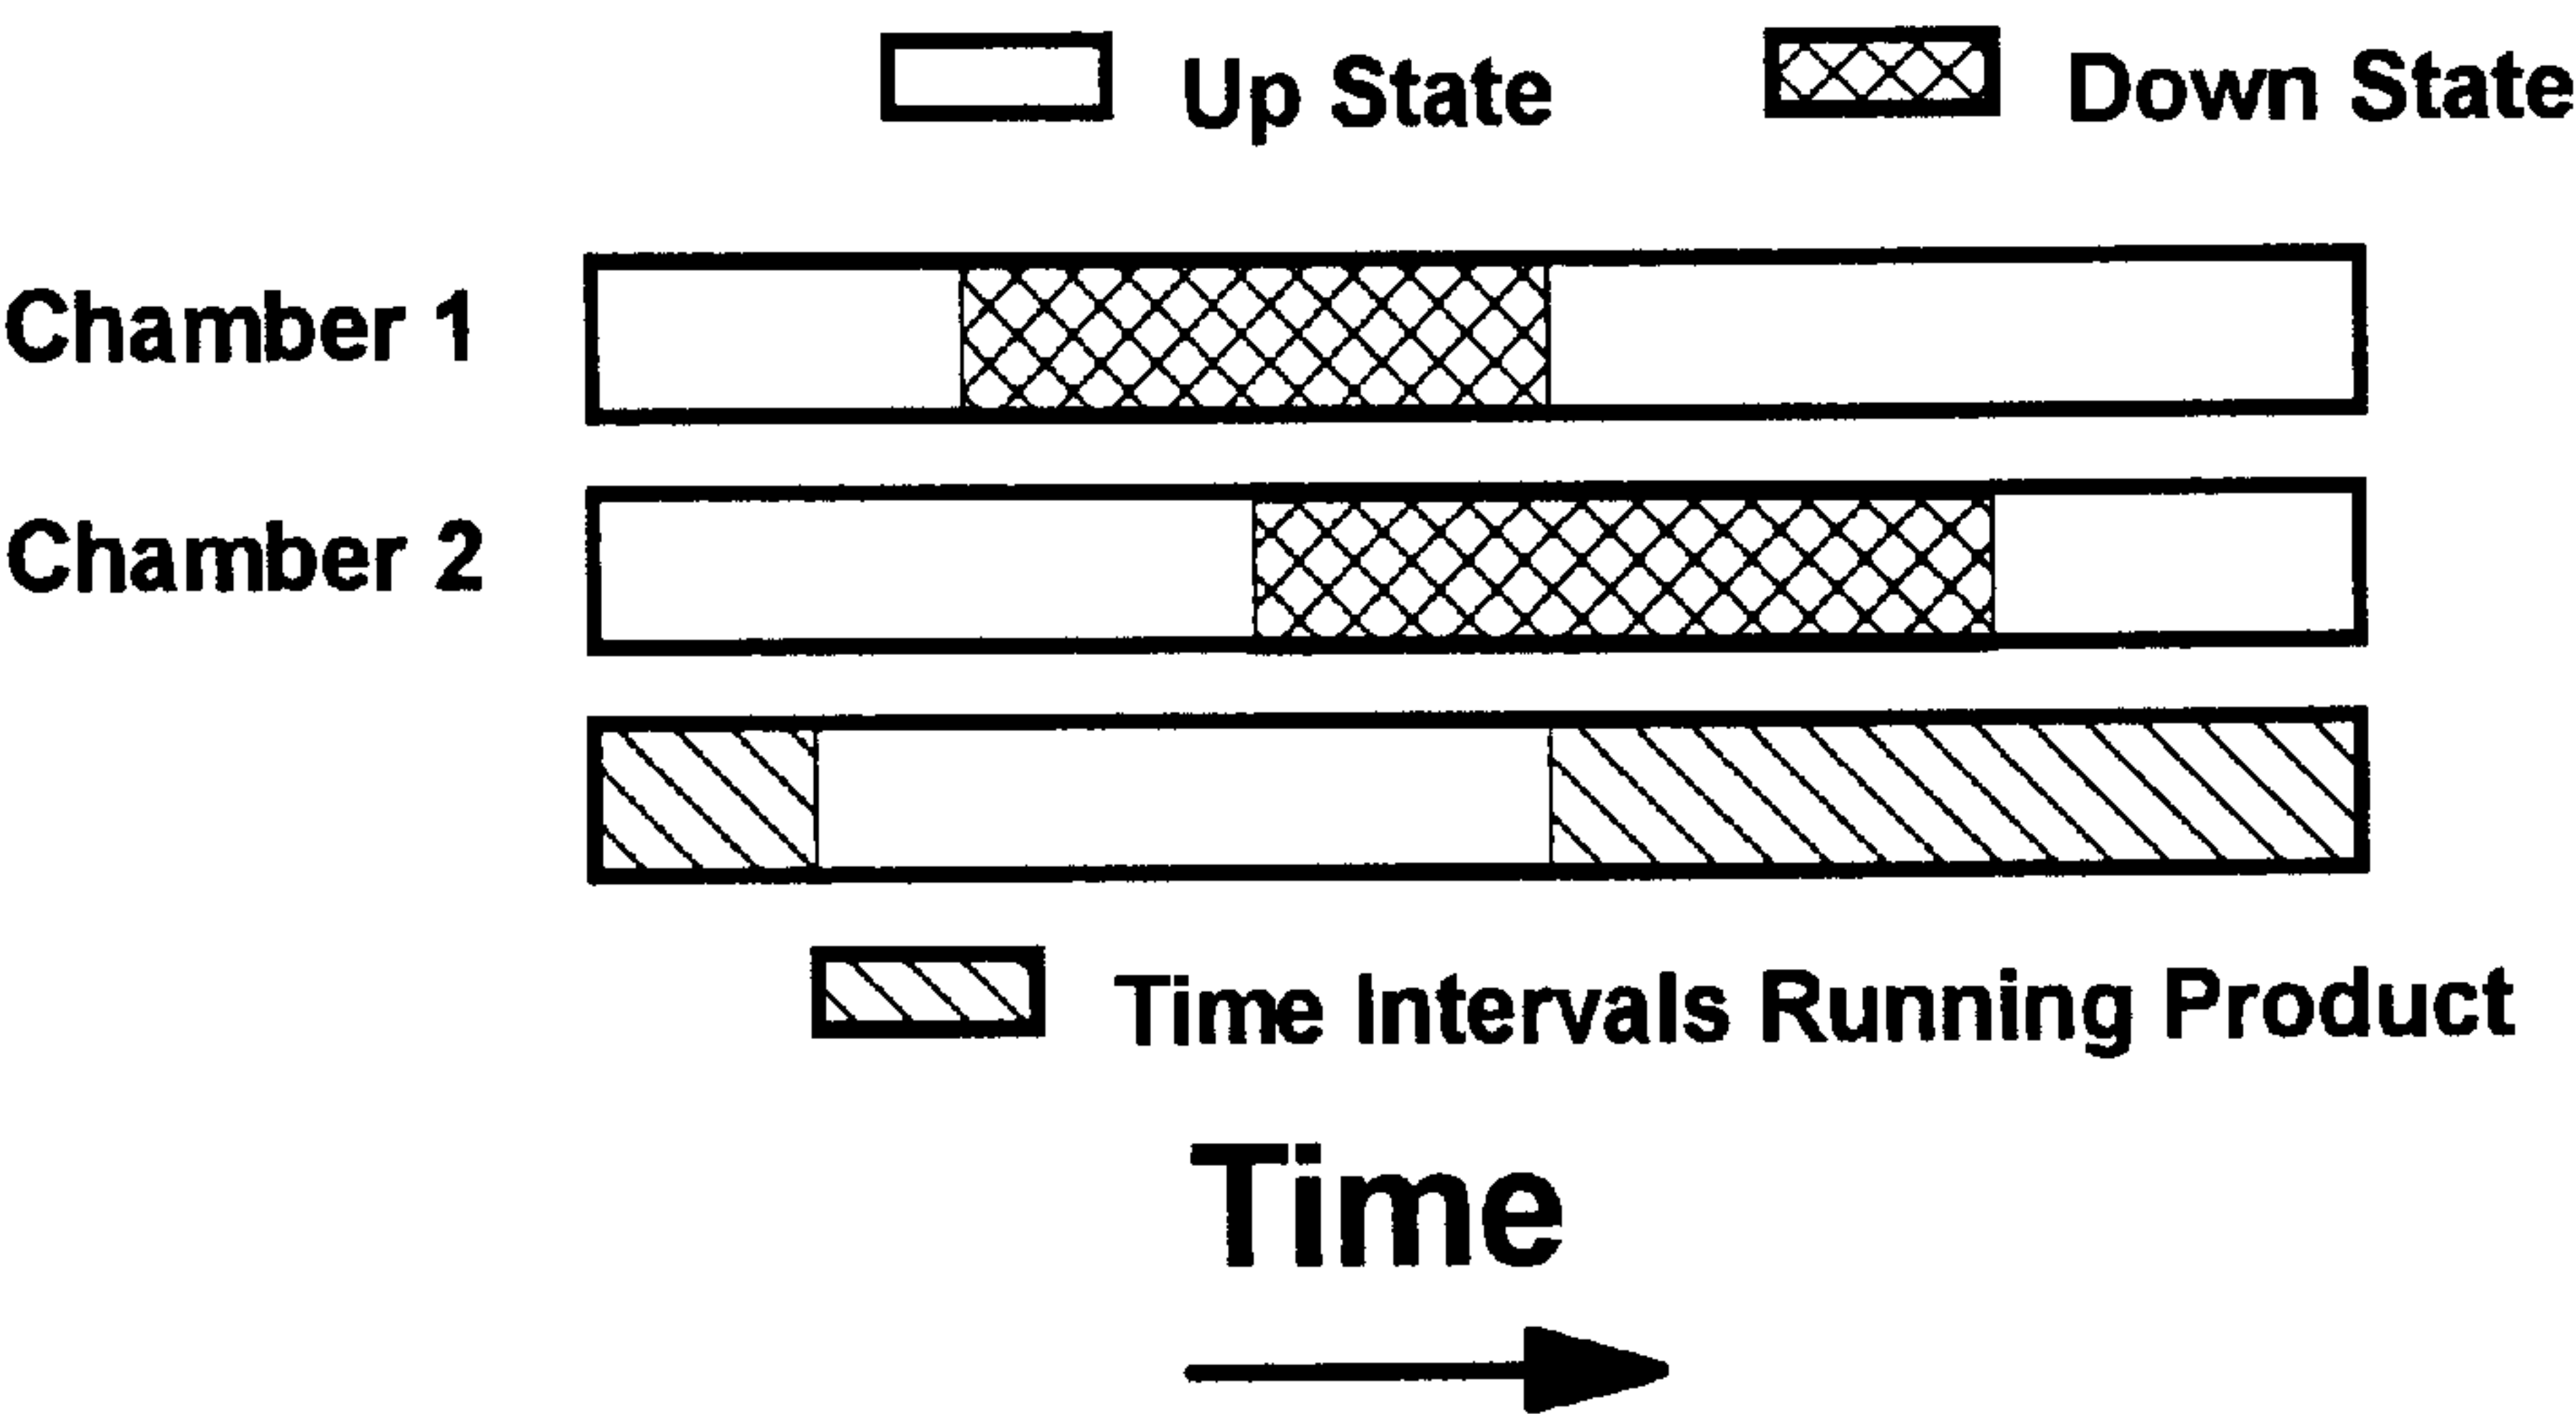 Up State Down State
Chamber 1
Chamber 2
Time Intervals Running Product
Time